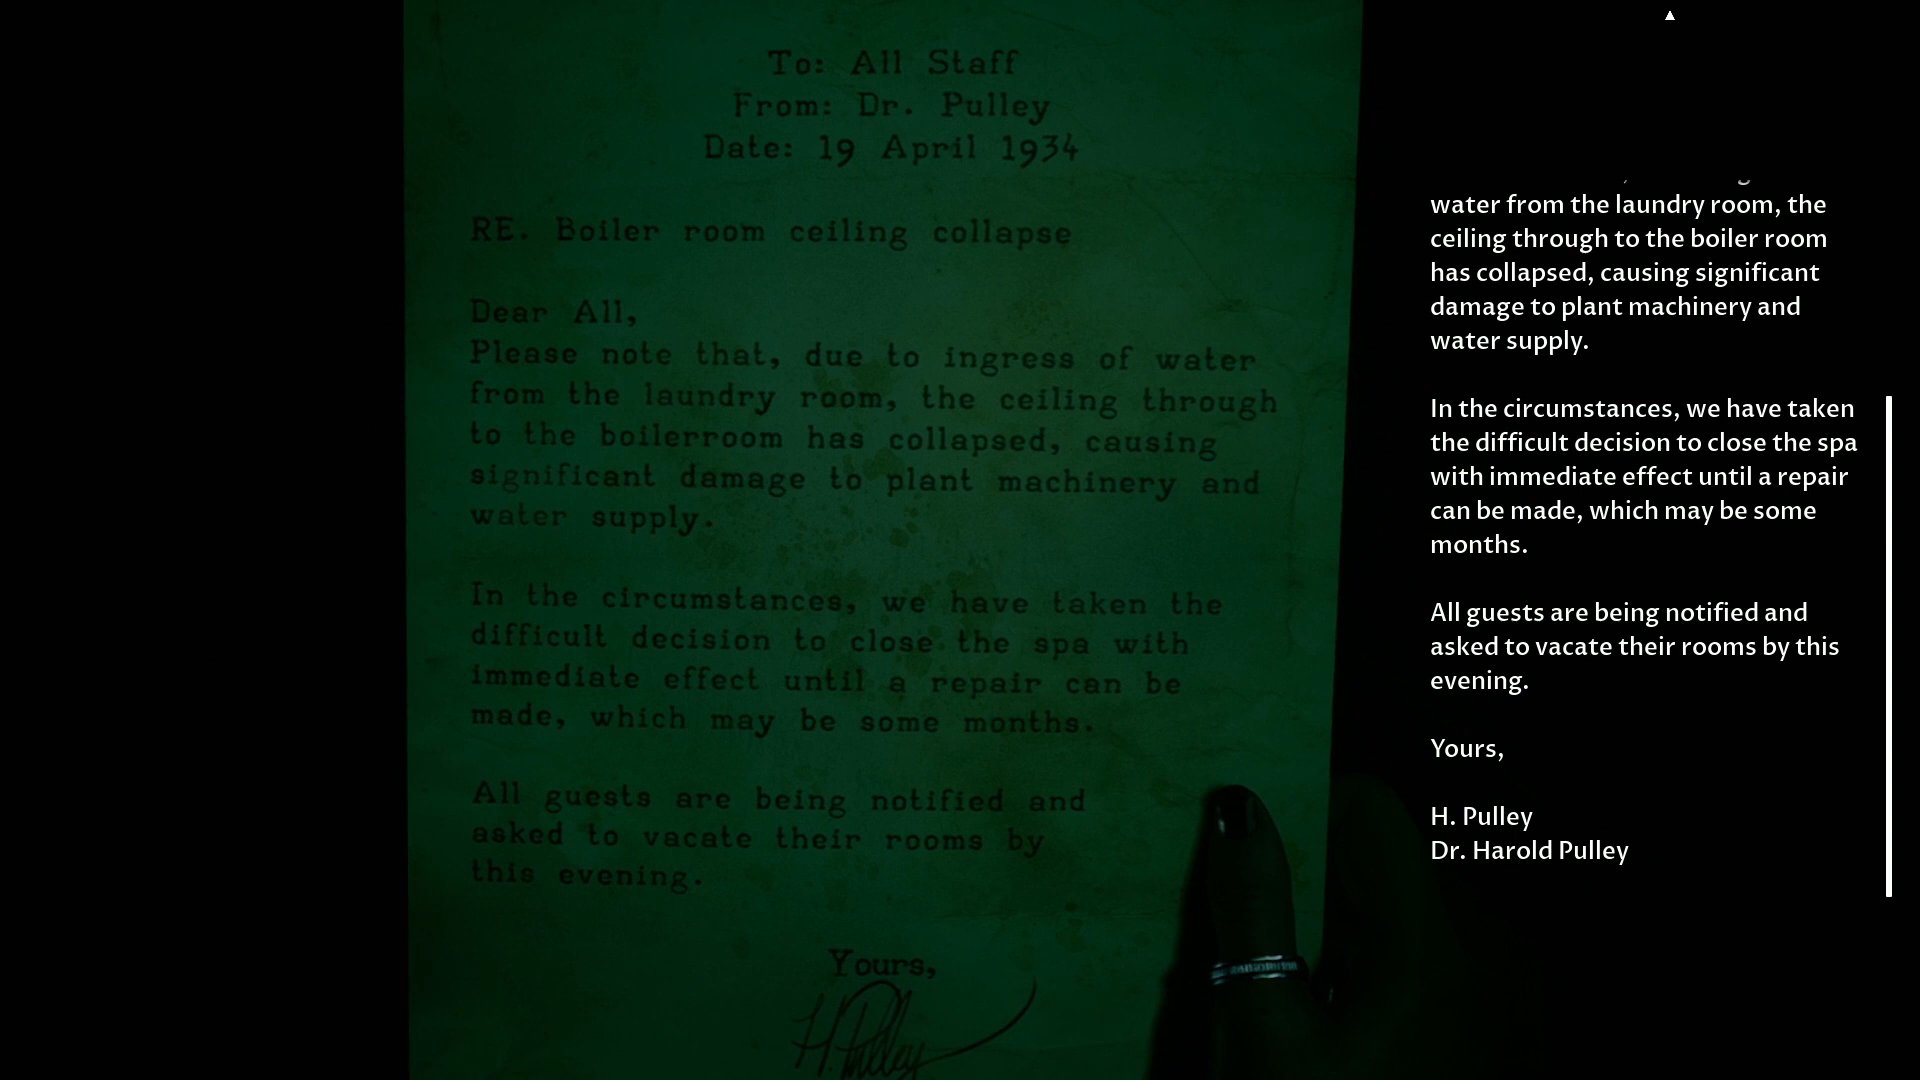 To: All Staff
From: Dr. Pulley
Date: 19 April 1934
RE. Boiler room ceiling collapse
Dear All,
Please note that, due to ingress of water
from the laundry room, the ceiling through
to the boilerroom has collapsed, causing
significant damage to plant machinery and
water supply.
In the circumstances, we have taken the
difficult decision to close the spa with
immediate effect until a repair can be
made, which may be some months.
All guests are being notified and
asked to vacate their rooms by
this evening.
Yours,
H. Pulley
water from the laundry room, the
ceiling through to the boiler room
has collapsed, causing significant
damage to plant machinery and
water supply.
In the circumstances, we have taken
the difficult decision to close the spa
with immediate effect until a repair
can be made, which may be some
months.
All guests are being notified and
asked to vacate their rooms by this
evening.
Yours,
H. Pulley
Dr. Harold Pulley